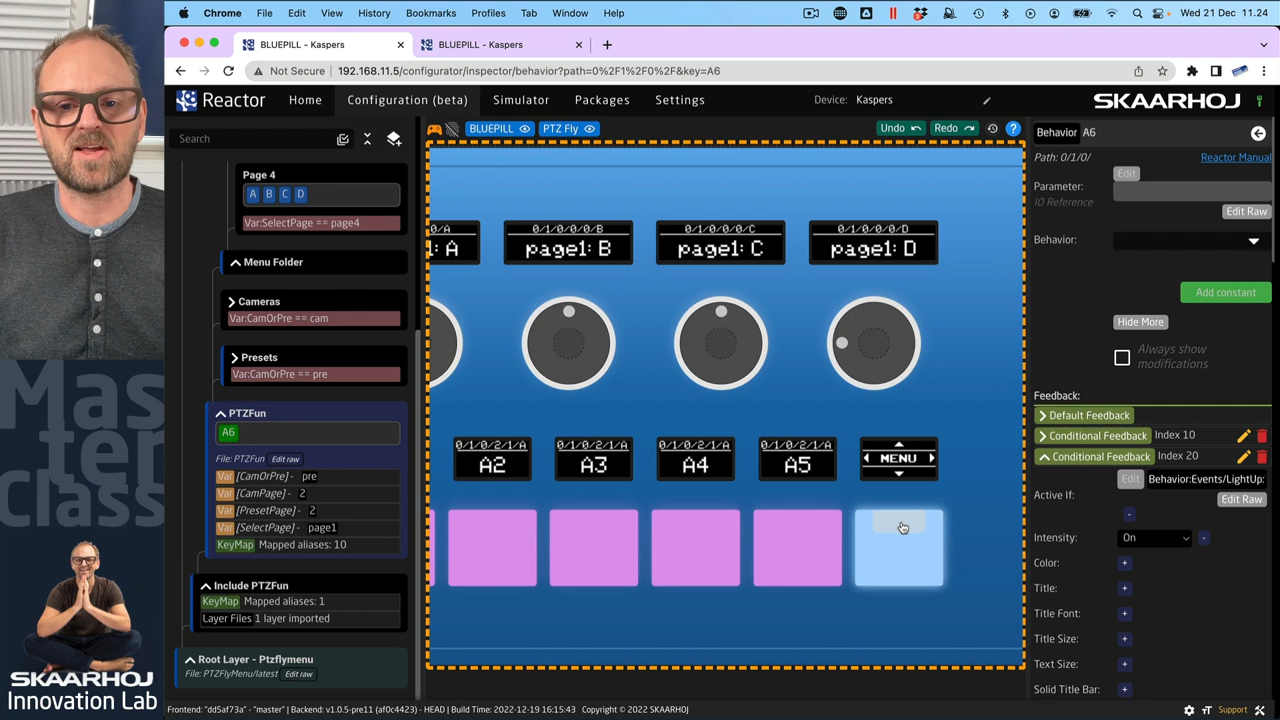 Chrome File Edit View History Bookmarks Profiles Tab Window Help Wed 21 Dec 11.24
BLUEPILL – Kaspers × BLUEPILL – Kaspers × +
Not Secure 192.168.11.5/configurator/inspector/behavior?path=0%2F1%2F0%2F&key=A6
Reactor Home Configuration (beta) Simulator Packages Settings Device: Kaspers SKAARHOJ
Search
BLUEPILL PTZ Fly Undo Redo ?
Page 4
A B C D
Var:SelectPage == page4
Menu Folder
Cameras
Var:CamOrPre == cam
Presets
Var:CamOrPre == pre
PTZFun
A6
File: PTZFun Edit raw
Var [CamOrPre] - pre
Var [CamPage] - 2
Var [PresetPage] - 2
Var [SelectPage] - page1
KeyMap Mapped aliases: 10
Include PTZFun
KeyMap Mapped aliases: 1
Layer Files 1 layer imported
Root Layer - Ptzflymenu
File: PTZFlyMenu/latest Edit raw
0/1/0/0/0/A
1: A
0/1/0/0/0/B
page1: B
0/1/0/0/0/C
page1: C
0/1/0/0/0/D
page1: D
0/1/0/2/1/A
A2
0/1/0/2/1/A
A3
0/1/0/2/1/A
A4
0/1/0/2/1/A
A5
MENU
Behavior A6
Path: 0/1/0/ Reactor Manual
Edit
Parameter:
IO Reference
Edit Raw
Behavior:
Add constant
Hide More
Always show
modifications
Feedback:
Default Feedback
Conditional Feedback Index 10
Conditional Feedback Index 20
Edit Behavior:Events/LightUp:
Active If: Edit Raw
-
Intensity: On -
Color: +
Title: +
Title Font: +
Title Size: +
Text Size: +
Solid Title Bar: +
Master
Class
SKAARHOJ
Innovation Lab
Frontend: "dd5af73a" - "master" | Backend: v1.0.5-pre11 (af0c4423) - HEAD | Build Time: 2022-12-19 16:15:43 Copyright © 2022 SKAARHOJ
Support